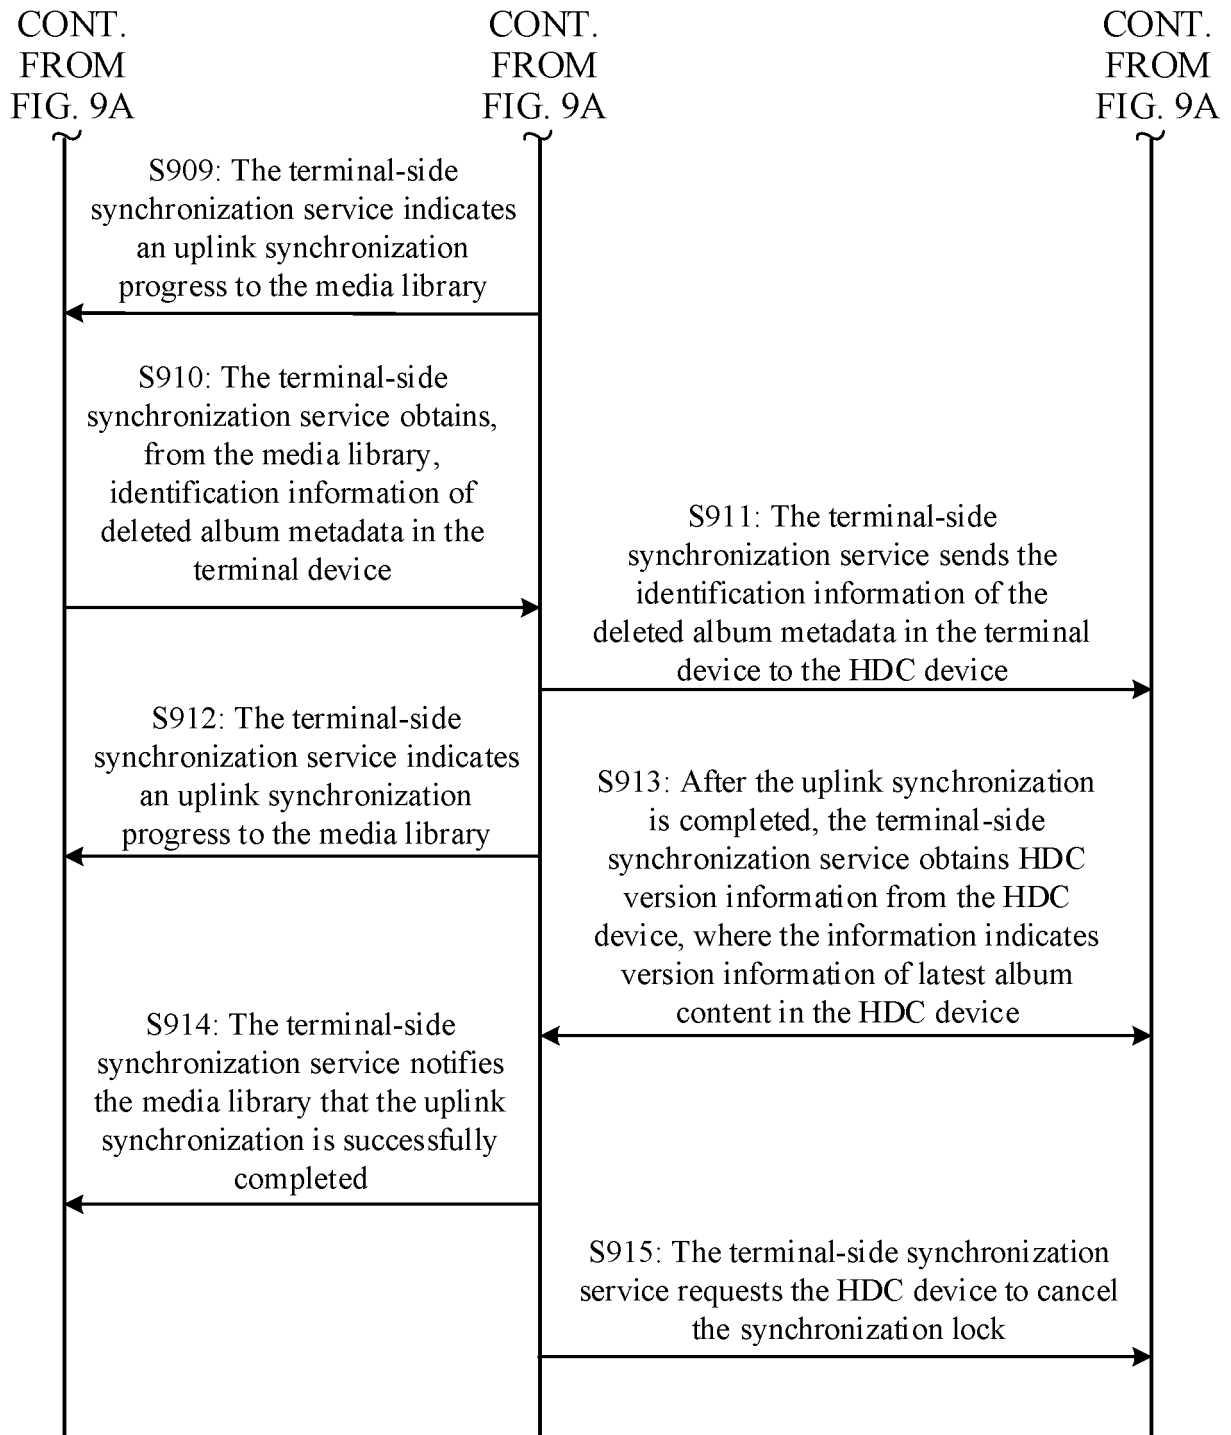 CONT.
FROM
FIG. 9A
CONT.
FROM
FIG. 9A
CONT.
FROM
FIG. 9A
S909: The terminal-side
synchronization service indicates
an uplink synchronization
progress to the media library
S910: The terminal-side
synchronization service obtains,
from the media library,
identification information of
deleted album metadata in the
terminal device
S911: The terminal-side
synchronization service sends the
identification information of the
deleted album metadata in the terminal
device to the HDC device
S912: The terminal-side
synchronization service indicates
an uplink synchronization
progress to the media library
S913: After the uplink synchronization
is completed, the terminal-side
synchronization service obtains HDC
version information from the HDC
device, where the information indicates
version information of latest album
content in the HDC device
S914: The terminal-side
synchronization service notifies
the media library that the uplink
synchronization is successfully
completed
S915: The terminal-side synchronization
service requests the HDC device to cancel
the synchronization lock